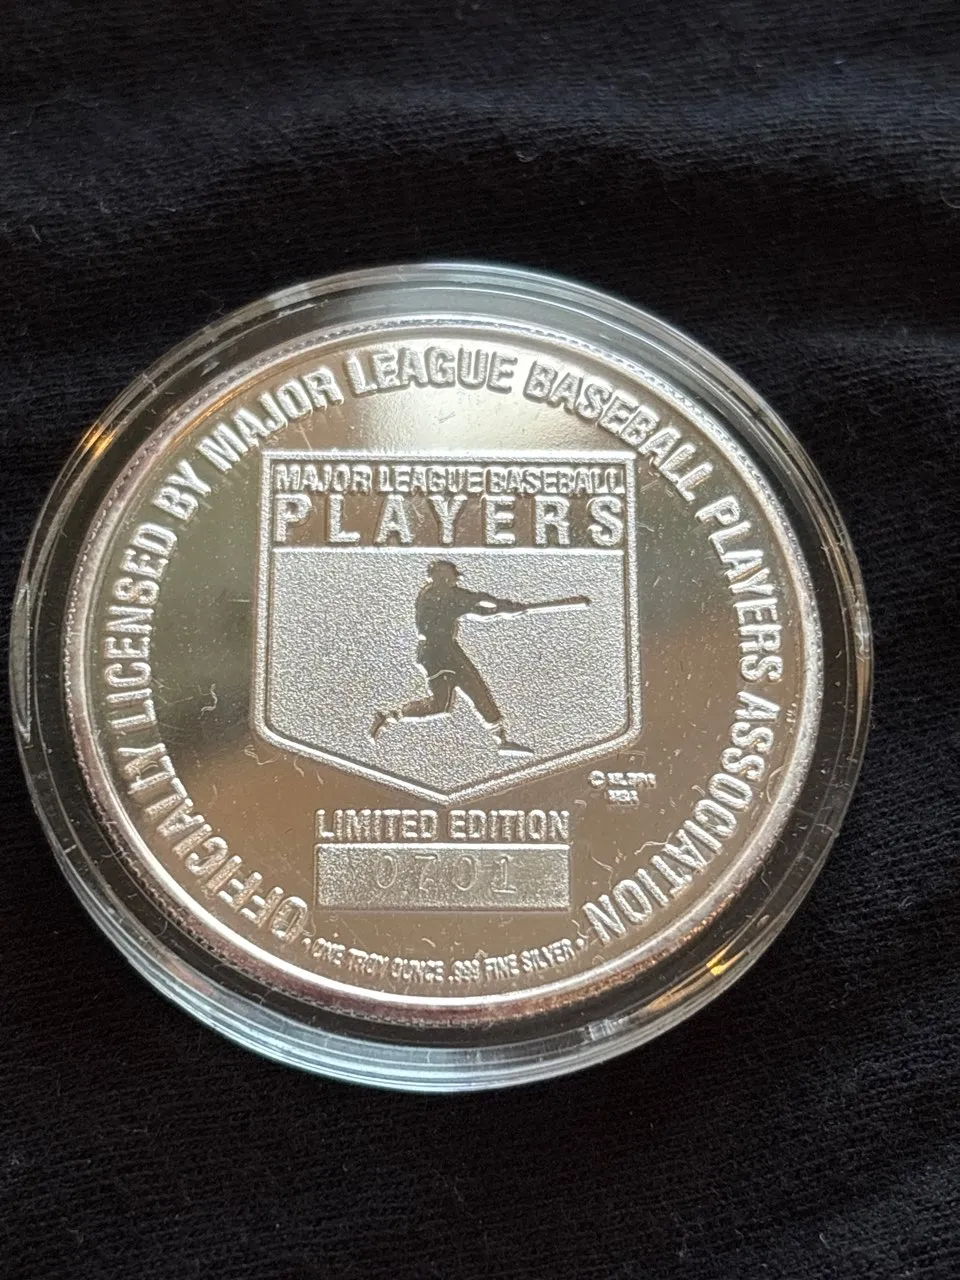 OFFICIALLY LICENSED BY MAJOR LEAGUE BASEBALL PLAYERS ASSOCIATION
MAJOR LEAGUE BASEBALL
PLAYERS
©
LIMITED EDITION
0701
• ONE TROY OUNCE .999 FINE SILVER •